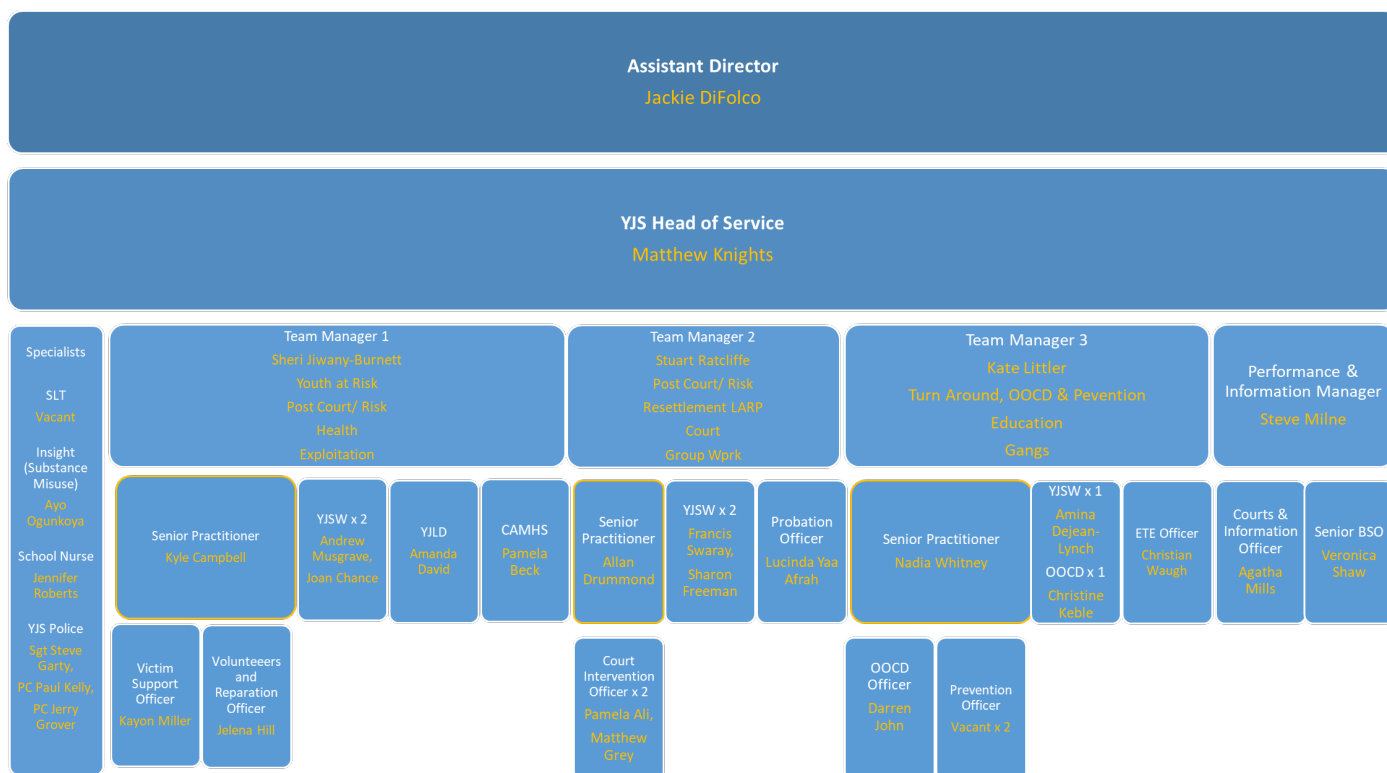 Assistant Director
Jackie DiFolco
YJS Head of Service
Matthew Knights
Specialists
SLT
Vacant
Insight
(Substance
Misuse)
Ayo
Ogunkoya
School Nurse
Jennifer
Roberts
YJS Police
Sgt Steve
Garty,
PC Paul Kelly,
PC Jerry
Grover
Team Manager 1
Sheri Jiwany-Burnett
Youth at Risk
Post Court/ Risk
Health
Exploitation
Senior Practitioner
Kyle Campbell
YJSW x 2
Andrew
Musgrave,
Joan Chance
YJLD
Amanda
David
CAMHS
Pamela
Beck
Victim
Support
Officer
Kayon Miller
Volunteeers
and
Reparation
Officer
Jelena Hill
Team Manager 2
Stuart Ratcliffe
Post Court/ Risk
Resettlement LARP
Court
Group Wprk
Senior
Practitioner
Allan
Drummond
YJSW x 2
Francis
Swaray,
Sharon
Freeman
Probation
Officer
Lucinda Yaa
Afrah
Court
Intervention
Officer x 2
Pamela Ali,
Matthew
Grey
Team Manager 3
Kate Littler
Turn Around, OOCD & Pevention
Education
Gangs
Senior Practitioner
Nadia Whitney
YJSW x 1
Amina
Dejean-
Lynch
OOCD x 1
Christine
Keble
ETE Officer
Christian
Waugh
OOCD
Officer
Darren
John
Prevention
Officer
Vacant x 2
Performance &
Information Manager
Steve Milne
Courts &
Information
Officer
Agatha
Mills
Senior BSO
Veronica
Shaw